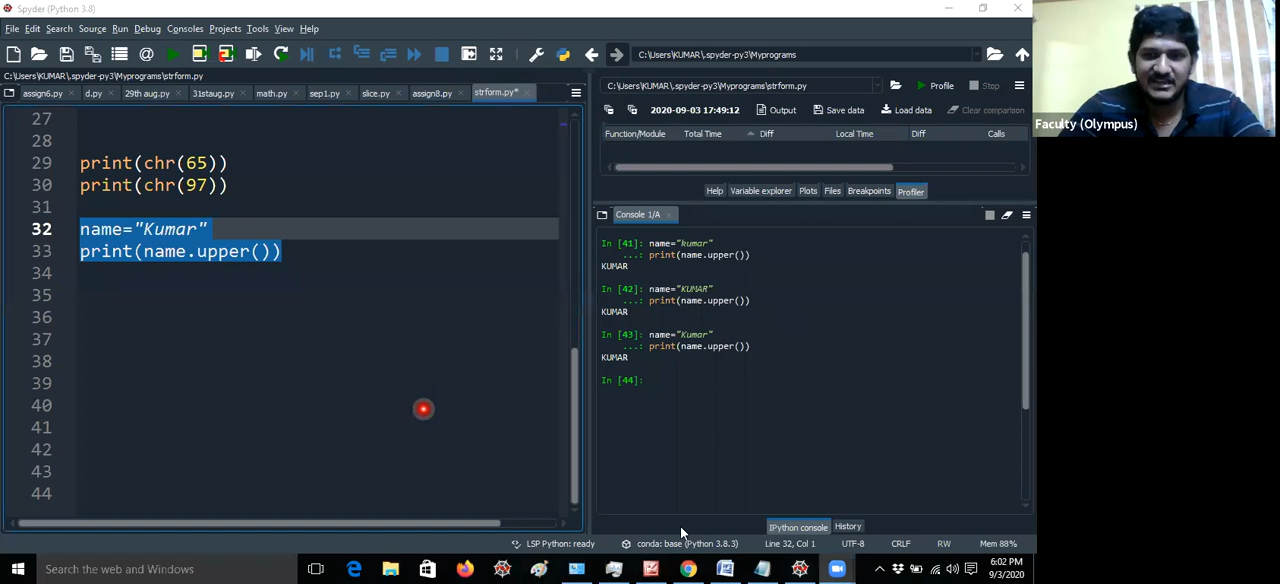 Spyder (Python 3.8)
File Edit Search Source Run Debug Consoles Projects Tools View Help
C:\Users\KUMAR\.spyder-py3\Myprograms
C:\Users\KUMAR\.spyder-py3\Myprograms\strform.py
assign6.py d.py 29th aug.py 31staug.py math.py sep1.py slice.py assign8.py strform.py*
27
28
29 print(chr(65))
30 print(chr(97))
31
32 name="Kumar"
33 print(name.upper())
34
35
36
37
38
39
40
41
42
43
44
C:\Users\KUMAR\.spyder-py3\Myprograms\strform.py Profile Stop
2020-09-03 17:49:12 Output Save data Load data Clear comparison
Function/Module Total Time Diff Local Time Diff Calls
Help Variable explorer Plots Files Breakpoints Profiler
Console 1/A
In [41]: name="kumar"
...: print(name.upper())
KUMAR
In [42]: name="KUMAR"
...: print(name.upper())
KUMAR
In [43]: name="Kumar"
...: print(name.upper())
KUMAR
In [44]:
IPython console History
LSP Python: ready conda: base (Python 3.8.3) Line 32, Col 1 UTF-8 CRLF RW Mem 88%
Search the web and Windows
6:02 PM
9/3/2020
Faculty (Olympus)